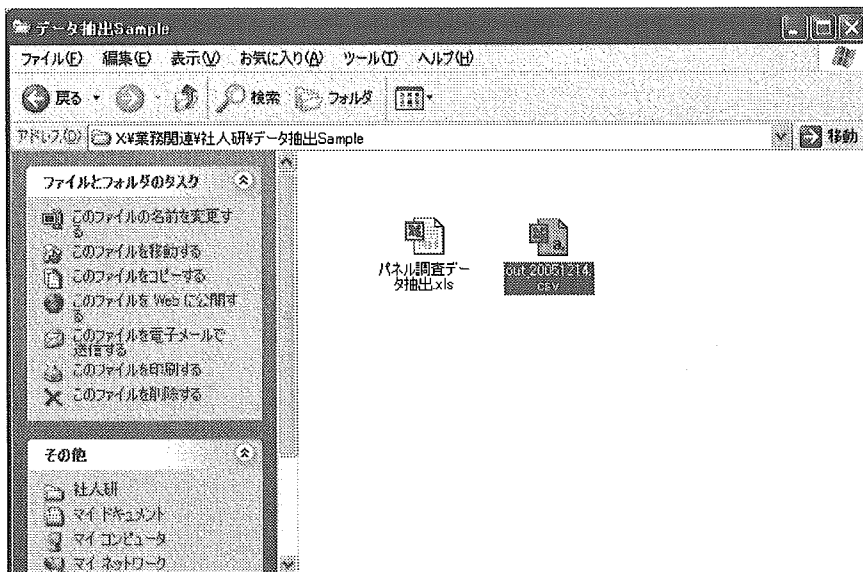 データ抽出Sample
ファイル(F) 編集(E) 表示(V) お気に入り(A) ツール(T) ヘルプ(H)
戻る 検索 フォルダ
アドレス(D) X:¥業務関連¥社人研¥データ抽出Sample 移動
ファイルとフォルダのタスク
このファイルの名前を変更す
る
このファイルを移動する
このファイルをコピーする
このファイルを Web に公開す
る
このファイルを電子メールで
送信する
このファイルを印刷する
このファイルを削除する
その他
社人研
マイ ドキュメント
マイ コンピュータ
マイ ネットワーク
パネル調査デー
タ抽出.xls
csv